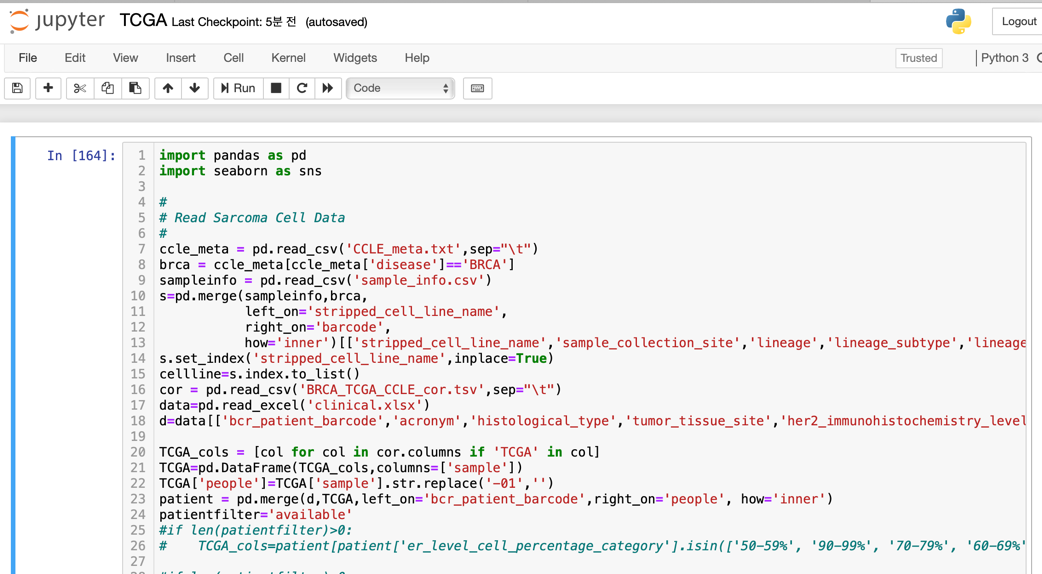 jupyter TCGA Last Checkpoint: 5분 전 (autosaved) Logout
File Edit View Insert Cell Kernel Widgets Help Trusted Python 3
Run Code
In [164]:
1 import pandas as pd
2 import seaborn as sns
3
4 #
5 # Read Sarcoma Cell Data
6 #
7 ccle_meta = pd.read_csv('CCLE_meta.txt',sep="\t")
8 brca = ccle_meta[ccle_meta['disease']=='BRCA']
9 sampleinfo = pd.read_csv('sample_info.csv')
10 s=pd.merge(sampleinfo,brca,
11 left_on='stripped_cell_line_name',
12 right_on='barcode',
13 how='inner')[['stripped_cell_line_name','sample_collection_site','lineage','lineage_subtype','lineage
14 s.set_index('stripped_cell_line_name',inplace=True)
15 cellline=s.index.to_list()
16 cor = pd.read_csv('BRCA_TCGA_CCLE_cor.tsv',sep="\t")
17 data=pd.read_excel('clinical.xlsx')
18 d=data[['bcr_patient_barcode','acronym','histological_type','tumor_tissue_site','her2_immunohistochemistry_level
19
20 TCGA_cols = [col for col in cor.columns if 'TCGA' in col]
21 TCGA=pd.DataFrame(TCGA_cols,columns=['sample'])
22 TCGA['people']=TCGA['sample'].str.replace('-01','')
23 patient = pd.merge(d,TCGA,left_on='bcr_patient_barcode',right_on='people', how='inner')
24 patientfilter='available'
25 #if len(patientfilter)>0:
26 # TCGA_cols=patient[patient['er_level_cell_percentage_category'].isin(['50-59%', '90-99%', '70-79%', '60-69%'
27